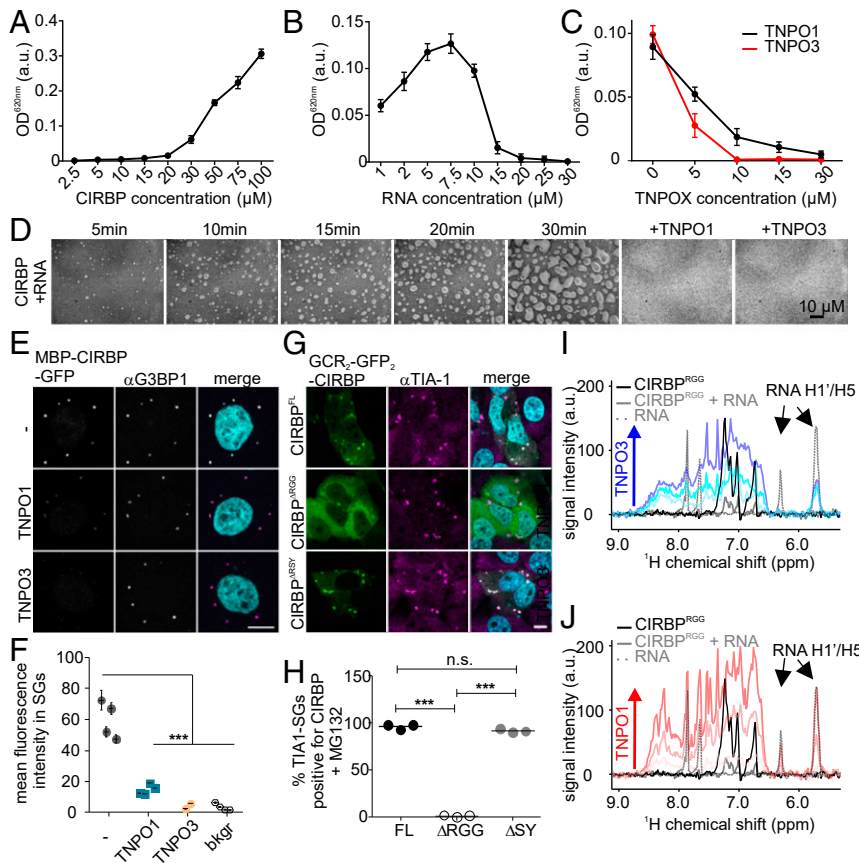 A
OD620nm (a.u.)
0.4
0.3
0.2
0.1
0
2.5 5 10 15 20 30 50 75 100
CIRBP concentration (µM)
B
OD620nm (a.u.)
0.15
0.10
0.05
0
1 2 5 7.5 10 15 20 25 30
RNA concentration (µM)
C
TNPO1
TNPO3
OD620nm (a.u.)
0.10
0.05
0
0 5 10 15 30
TNPOX concentration (µM)
D
5min 10min 15min 20min 30min +TNPO1 +TNPO3
CIRBP
+RNA
10 µM
E
MBP-CIRBP
-GFP αG3BP1 merge
-
TNPO1
TNPO3
F
mean fluorescence
intensity in SGs
100
80
60
40
20
0
***
- TNPO1 TNPO3 bkgr
G
GCR2-GFP2
-CIRBP αTIA-1 merge
CIRBPFL
CIRBPΔRGG
CIRBPΔRSY
H
% TIA1-SGs
positive for CIRBP
+ MG132
n.s.
*** ***
150
100
50
0
FL ΔRGG ΔSY
I
CIRBPRGG
CIRBPRGG + RNA
RNA
RNA H1'/H5
TNPO3
signal intensity (a.u.)
200
100
0
9.0 8.0 7.0 6.0
1H chemical shift (ppm)
J
CIRBPRGG
CIRBPRGG + RNA
RNA
RNA H1'/H5
TNPO1
signal intensity (a.u.)
200
100
0
9.0 8.0 7.0 6.0
1H chemical shift (ppm)